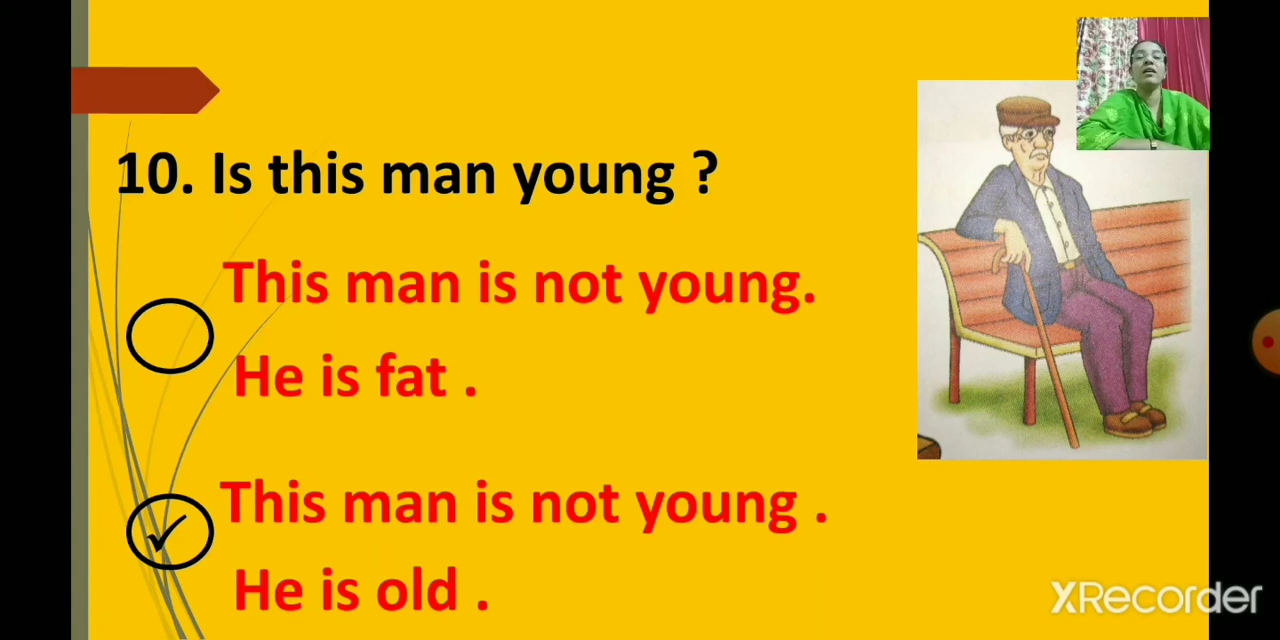 10. Is this man young ?
This man is not young.
He is fat .
This man is not young .
He is old .
XRecorder